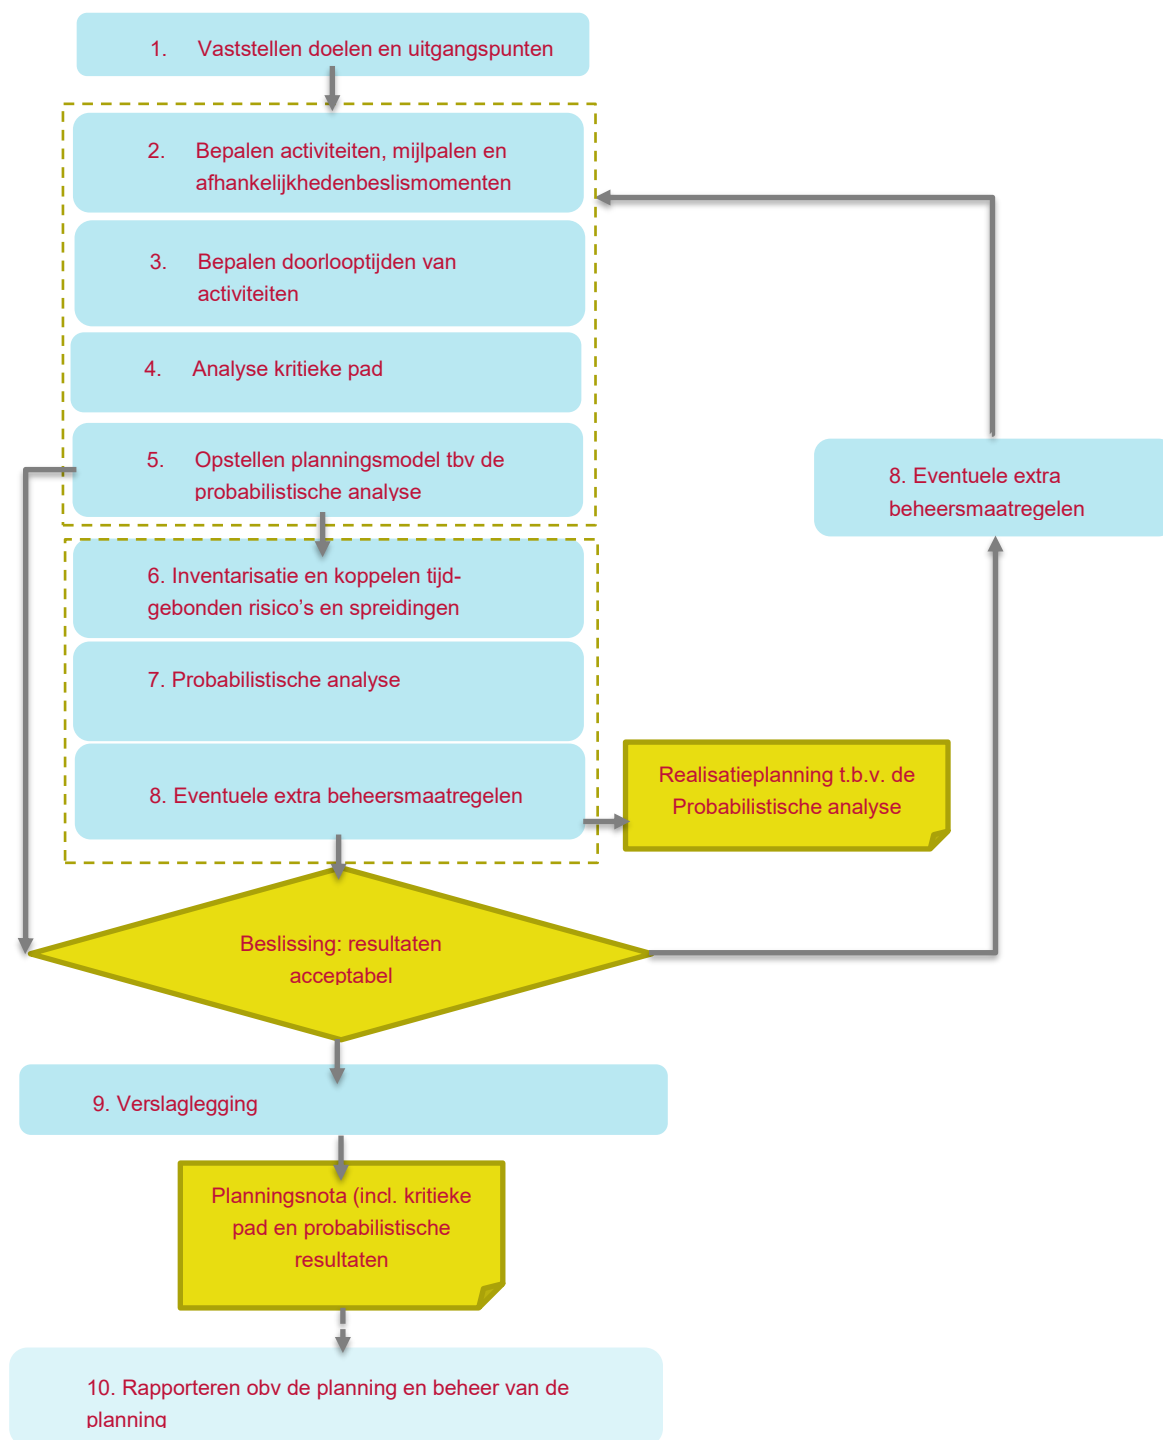 1. Vaststellen doelen en uitgangspunten
2. Bepalen activiteiten, mijlpalen en
afhankelijkhedenbeslismomenten
3. Bepalen doorlooptijden van
activiteiten
4. Analyse kritieke pad
5. Opstellen planningsmodel tbv de
probabilistische analyse
8. Eventuele extra
beheersmaatregelen
6. Inventarisatie en koppelen tijd-
gebonden risico’s en spreidingen
7. Probabilistische analyse
8. Eventuele extra beheersmaatregelen
Realisatieplanning t.b.v. de
Probabilistische analyse
Beslissing: resultaten
acceptabel
9. Verslaglegging
Planningsnota (incl. kritieke
pad en probabilistische
resultaten
10. Rapporteren obv de planning en beheer van de
planning